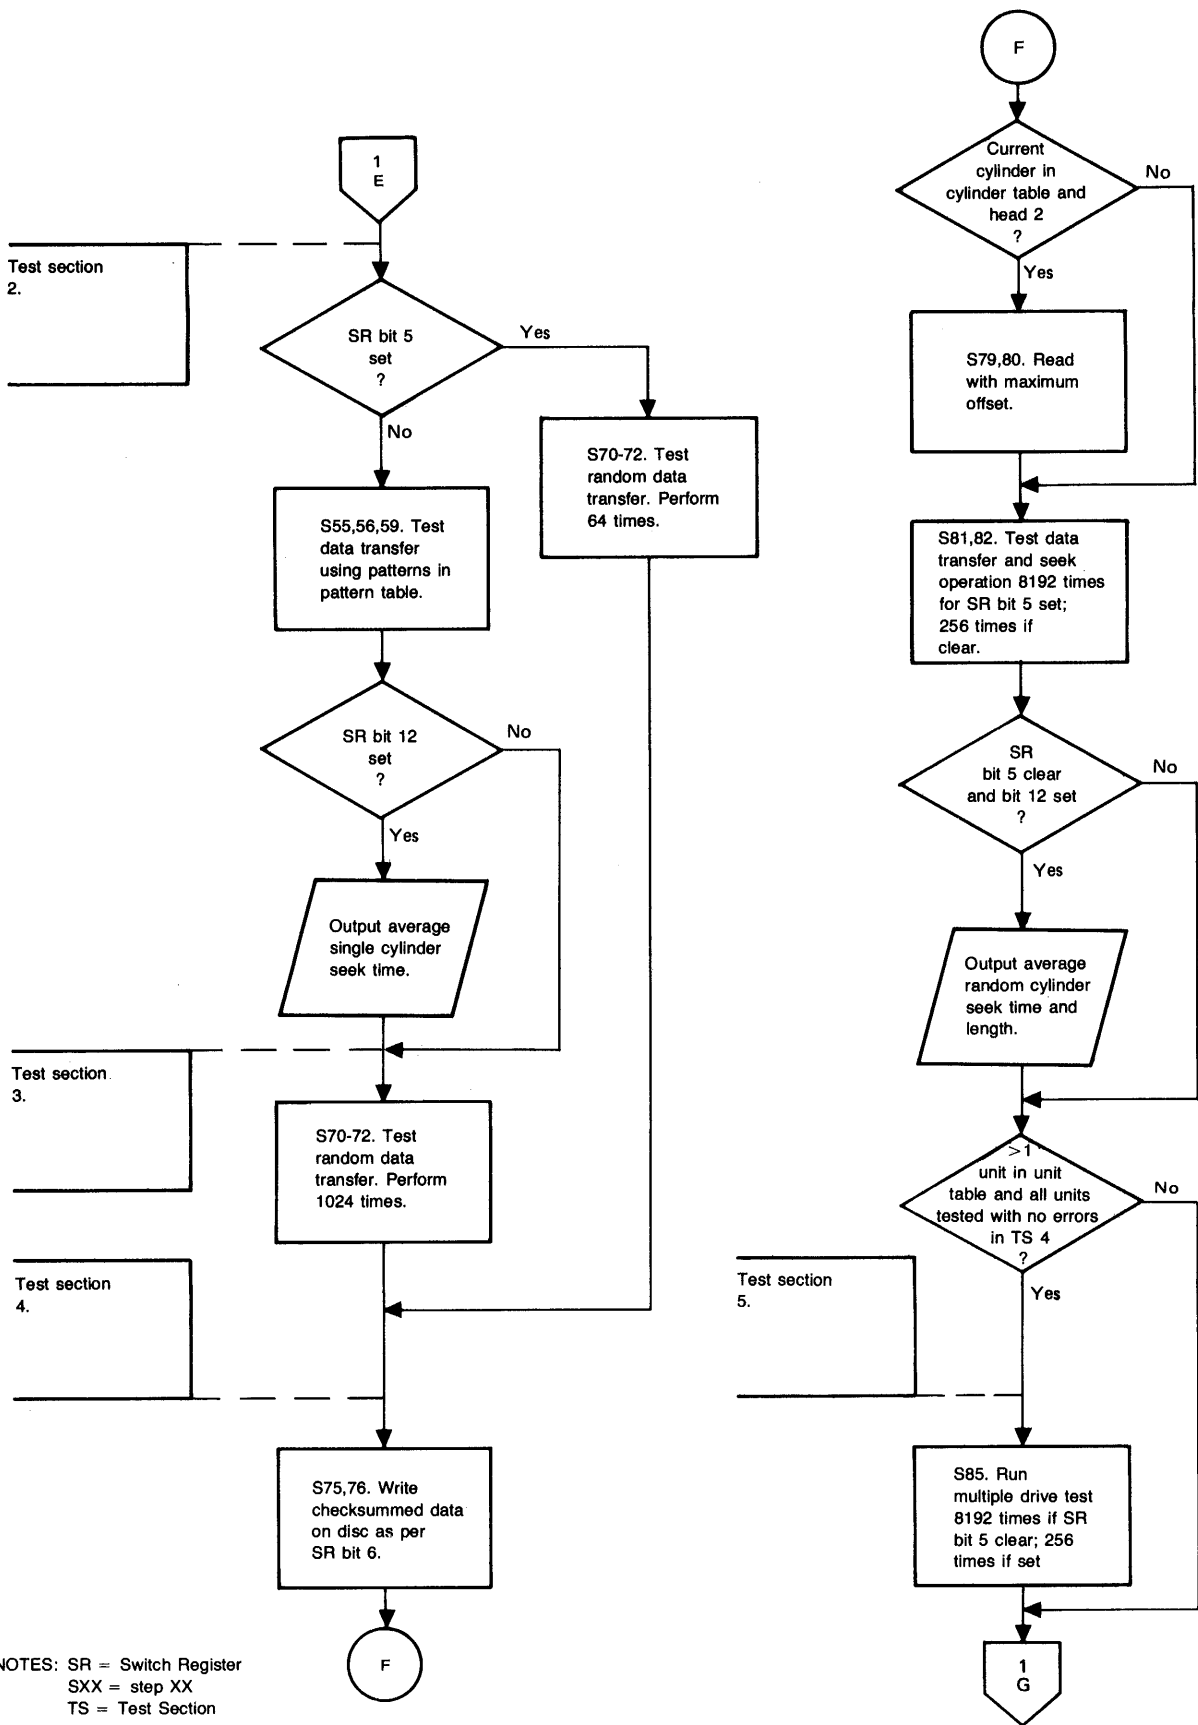 1
E
Test section
2.
SR bit 5
set
?
Yes
No
S70-72. Test
random data
transfer. Perform
64 times.
S55,56,59. Test
data transfer
using patterns in
pattern table.
SR bit 12
set
?
No
Yes
Output average
single cylinder
seek time.
Test section
3.
S70-72. Test
random data
transfer. Perform
1024 times.
Test section
4.
S75,76. Write
checksummed data
on disc as per
SR bit 6.
F
NOTES: SR = Switch Register
SXX = step XX
TS = Test Section
F
Current
cylinder in
cylinder table and
head 2
?
No
Yes
S79,80. Read
with maximum
offset.
S81,82. Test data
transfer and seek
operation 8192 times
for SR bit 5 set;
256 times if
clear.
SR
bit 5 clear
and bit 12 set
?
No
Yes
Output average
random cylinder
seek time and
length.
>1
unit in unit
table and all units
tested with no errors
in TS 4
?
No
Yes
Test section
5.
S85. Run
multiple drive test
8192 times if SR
bit 5 clear; 256
times if set
1
G